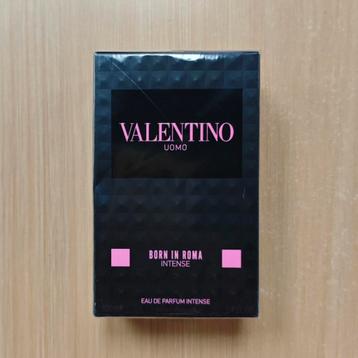 VALENTINO
UOMO
BORN IN ROMA
INTENSE
EAU DE PARFUM INTENSE